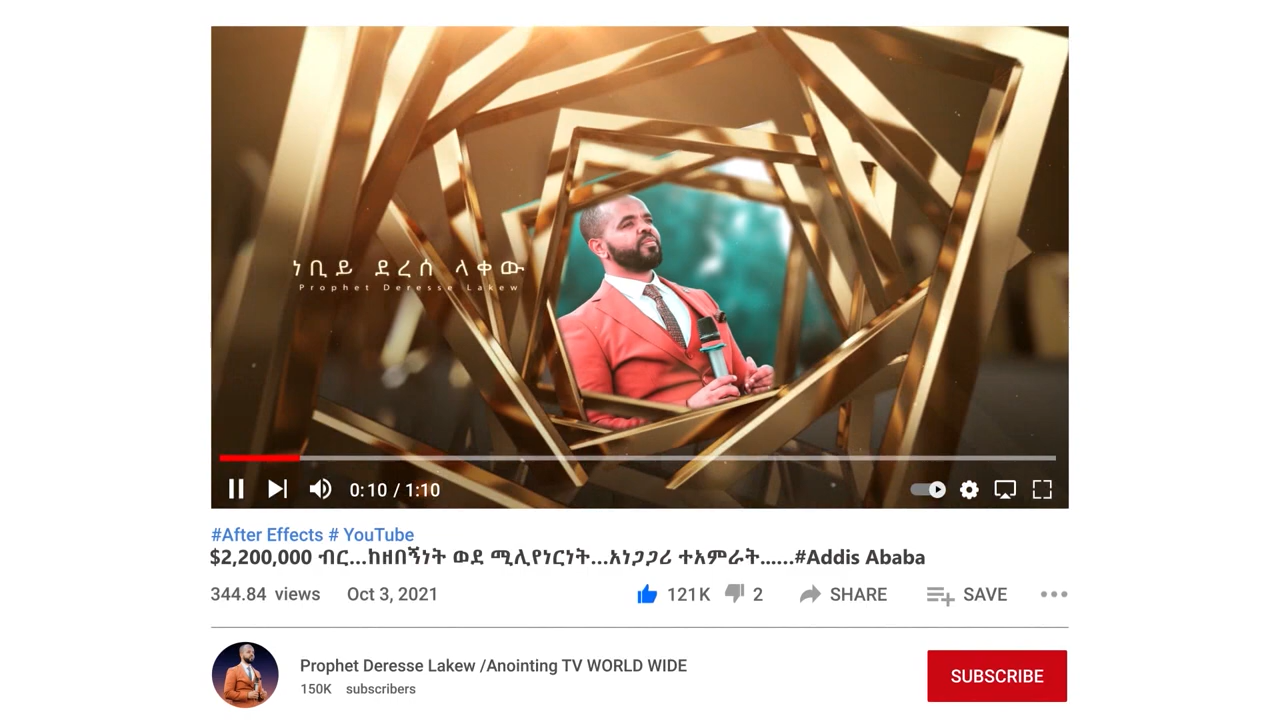 ነቢይ ደረሰ ላቀው
Prophet Deresse Lakew
0:10 / 1:10
#After Effects # YouTube
$2,200,000 ብር...ከዘበኝነት ወደ ሚሊየነርነት...አነጋጋሪ ተአምራት......#Addis Ababa
344.84 views Oct 3, 2021 121K 2 SHARE SAVE
Prophet Deresse Lakew /Anointing TV WORLD WIDE
150K subscribers
SUBSCRIBE